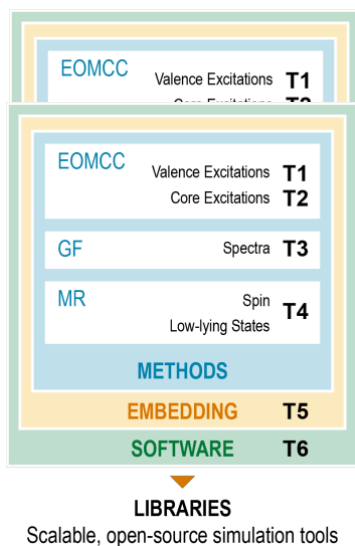 EOMCC
Valence Excitations T1
EOMCC
Valence Excitations T1
Core Excitations T2
GF Spectra T3
MR Spin T4
Low-lying States
METHODS
EMBEDDING T5
SOFTWARE T6
LIBRARIES
Scalable, open-source simulation tools